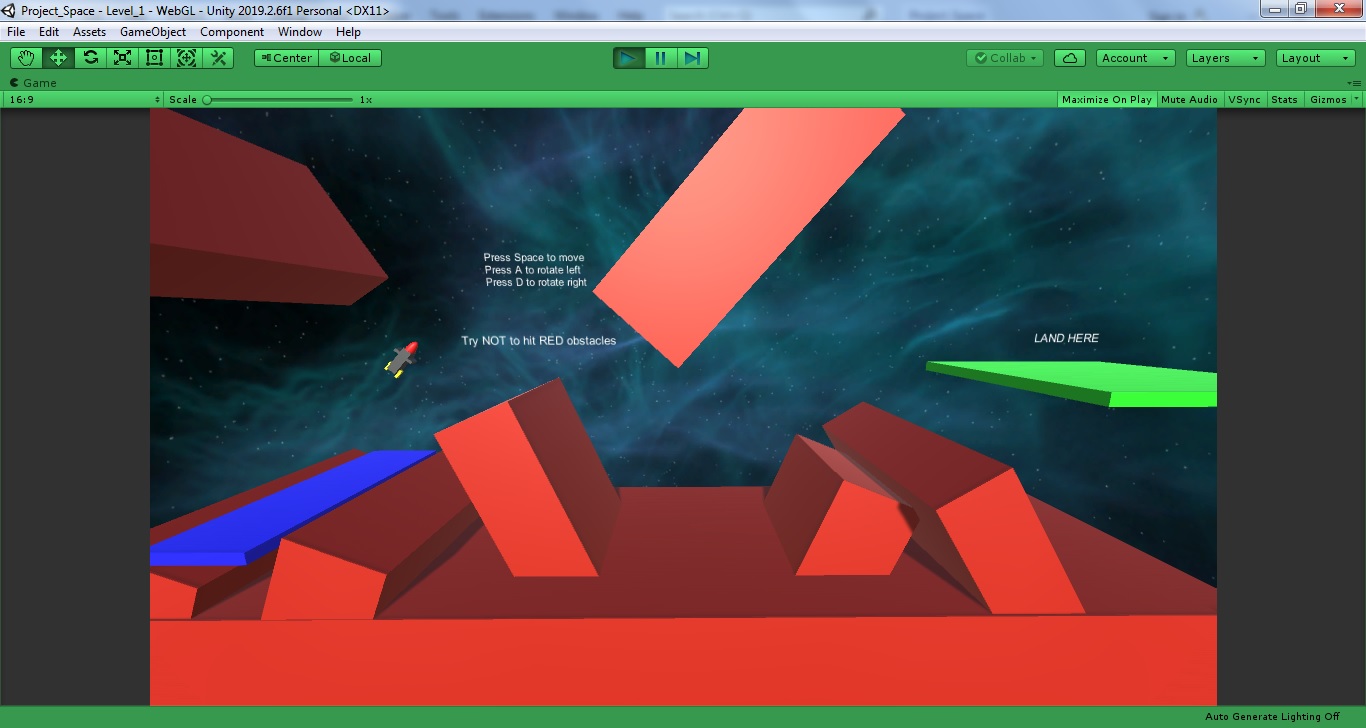 Project_Space - Level_1 - WebGL - Unity 2019.2.6f1 Personal <DX11>
File Edit Assets GameObject Component Window Help
Center Local Collab Account Layers Layout
Game
16:9 Scale 1x Maximize On Play Mute Audio VSync Stats Gizmos
Press Space to move
Press A to rotate left
Press D to rotate right
Try NOT to hit RED obstacles
LAND HERE
Auto Generate Lighting Off